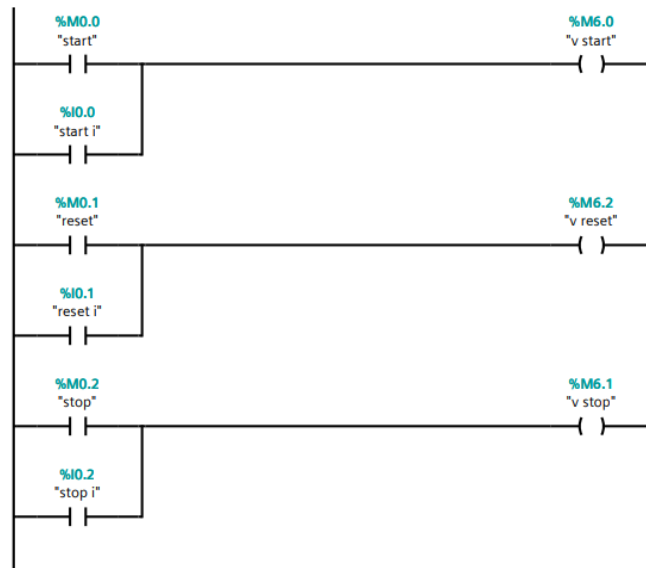 %M0.0
"start"
%M6.0
"v start"
%I0.0
"start i"
%M0.1
"reset"
%M6.2
"v reset"
%I0.1
"reset i"
%M0.2
"stop"
%M6.1
"v stop"
%I0.2
"stop i"